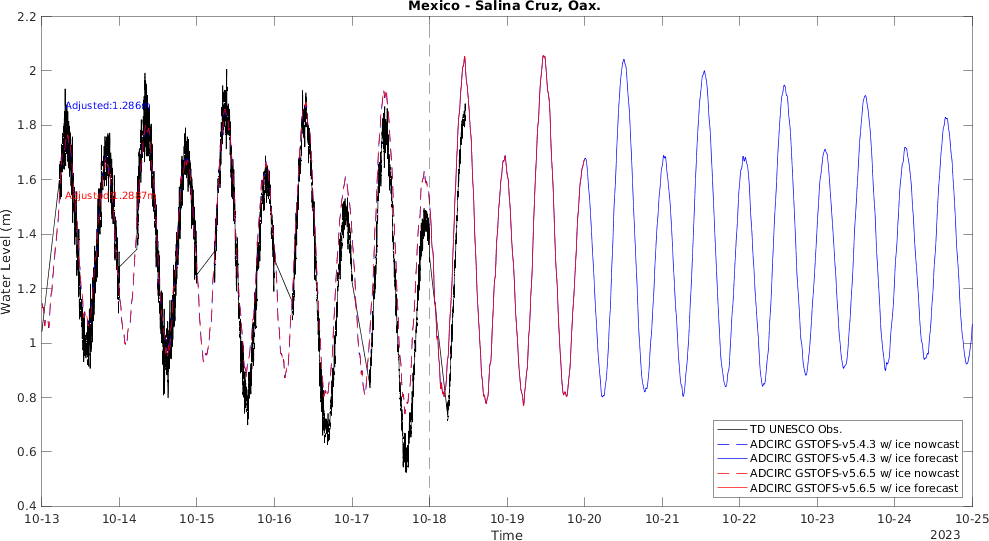 Mexico - Salina Cruz, Oax.
2.2
2
1.8
1.6
1.4
1.2
1
0.8
0.6
0.4
Water Level (m)
Adjusted:1.286
Adjusted:1.2887m
TD UNESCO Obs.
ADCIRC GSTOFS-v5.4.3 w/ ice nowcast
ADCIRC GSTOFS-v5.4.3 w/ ice forecast
ADCIRC GSTOFS-v5.6.5 w/ ice nowcast
ADCIRC GSTOFS-v5.6.5 w/ ice forecast
10-13 10-14 10-15 10-16 10-17 10-18 10-19 10-20 10-21 10-22 10-23 10-24 10-25
Time
2023